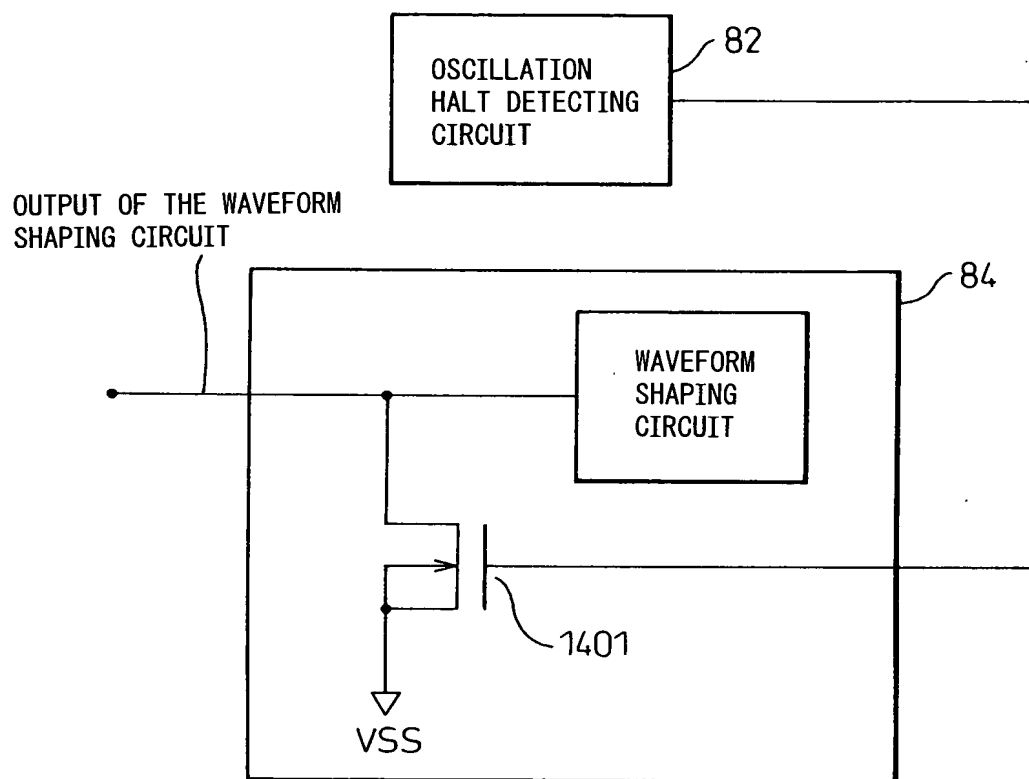 OSCILLATION
HALT DETECTING
CIRCUIT
82
OUTPUT OF THE WAVEFORM
SHAPING CIRCUIT
84
WAVEFORM
SHAPING
CIRCUIT
1401
VSS